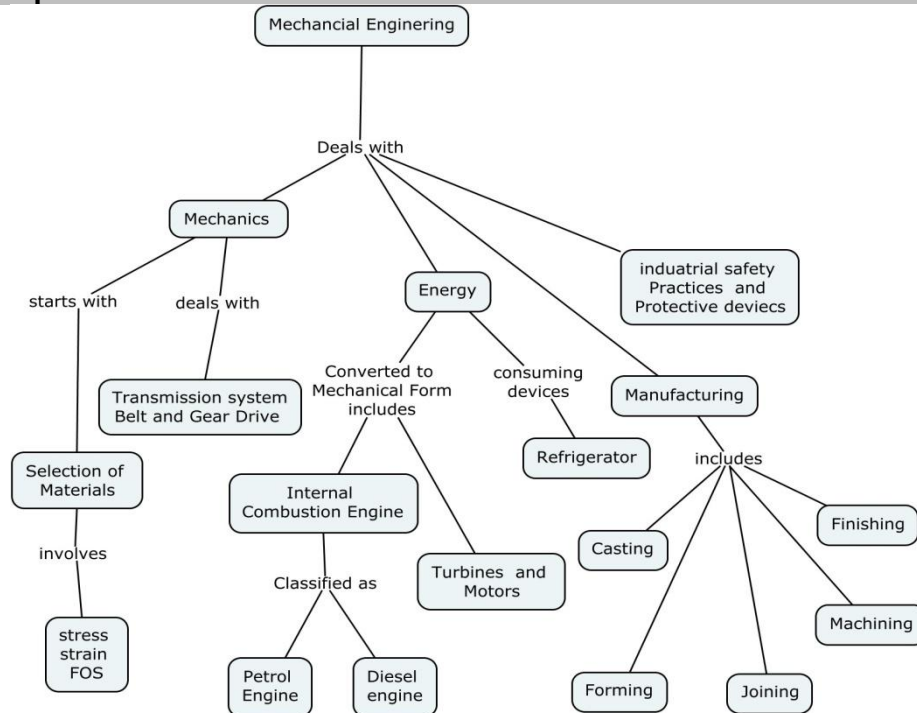 Mechancial Enginering
Deals with
Mechanics
induatrial safety
Practices and
Protective deviecs
Energy
starts with
deals with
Converted to
Mechanical Form
includes
consuming
devices
Transmission system
Belt and Gear Drive
Manufacturing
Selection of
Materials
Refrigerator
includes
Internal
Combustion Engine
Finishing
Casting
involves
Classified as
Turbines and
Motors
Machining
stress
strain
FOS
Petrol
Engine
Diesel
engine
Forming
Joining